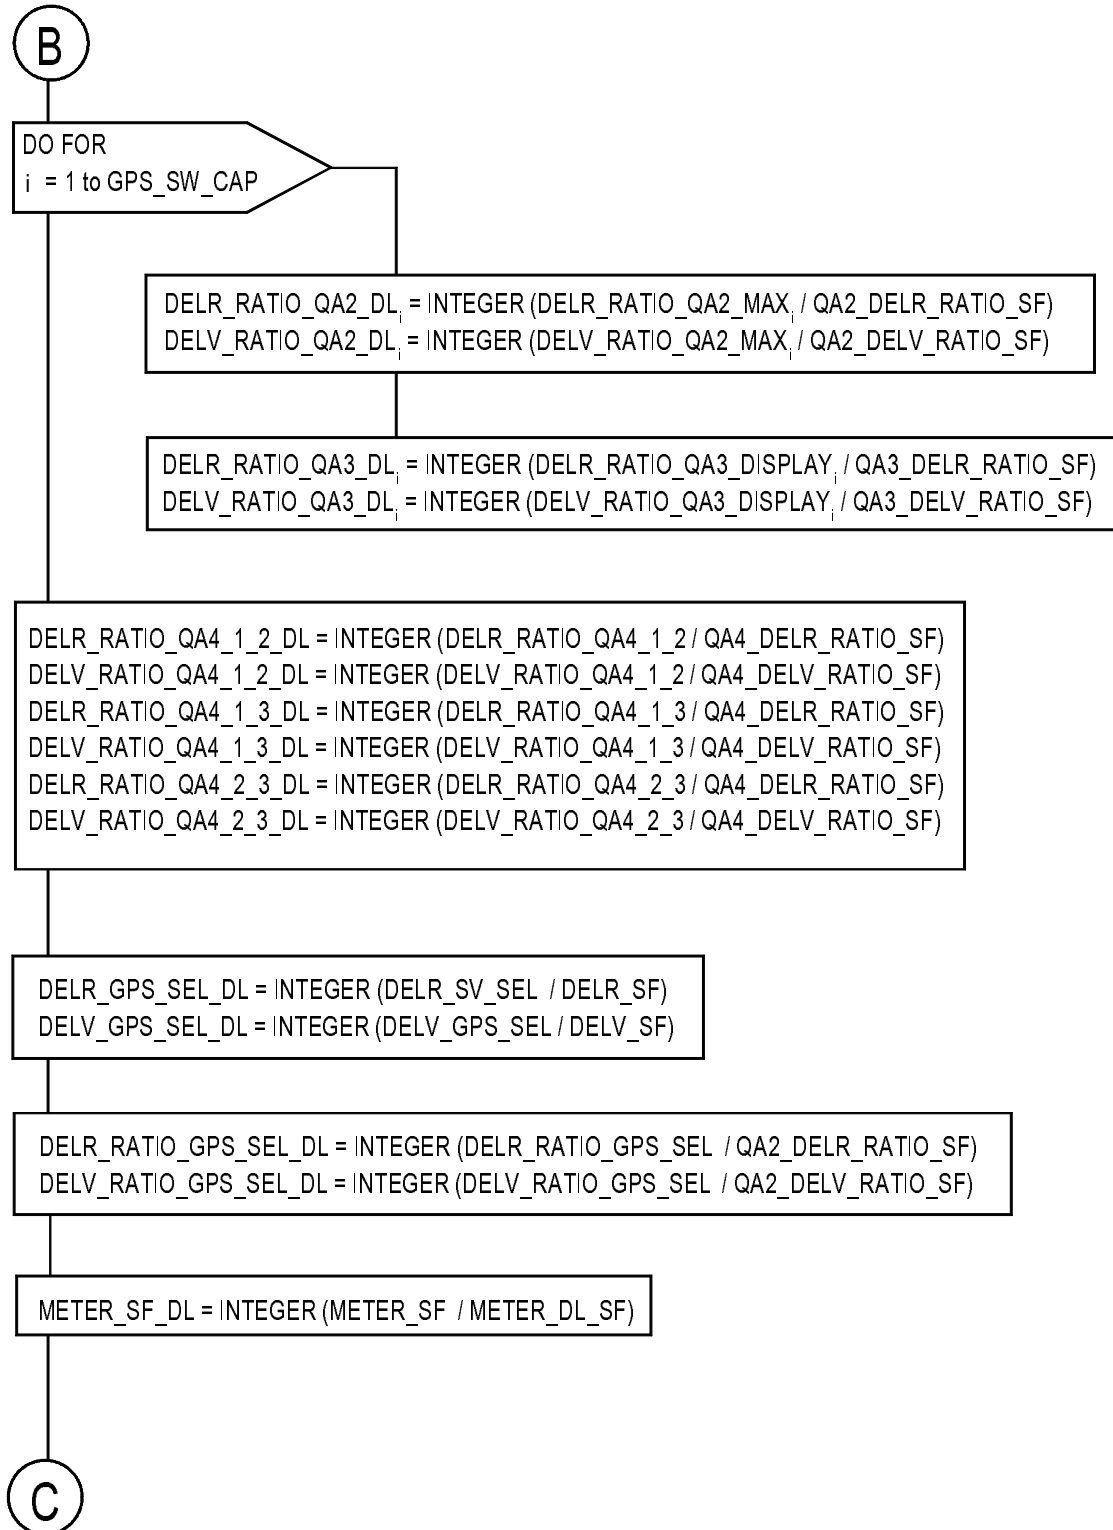 B
DO FOR
i = 1 to GPS_SW_CAP
DELR_RATIO_QA2_DLi = INTEGER (DELR_RATIO_QA2_MAXi / QA2_DELR_RATIO_SF)
DELV_RATIO_QA2_DLi = INTEGER (DELV_RATIO_QA2_MAXi / QA2_DELV_RATIO_SF)
DELR_RATIO_QA3_DLi = INTEGER (DELR_RATIO_QA3_DISPLAYi / QA3_DELR_RATIO_SF)
DELV_RATIO_QA3_DLi = INTEGER (DELV_RATIO_QA3_DISPLAYi / QA3_DELV_RATIO_SF)
DELR_RATIO_QA4_1_2_DL = INTEGER (DELR_RATIO_QA4_1_2 / QA4_DELR_RATIO_SF)
DELV_RATIO_QA4_1_2_DL = INTEGER (DELV_RATIO_QA4_1_2 / QA4_DELV_RATIO_SF)
DELR_RATIO_QA4_1_3_DL = INTEGER (DELR_RATIO_QA4_1_3 / QA4_DELR_RATIO_SF)
DELV_RATIO_QA4_1_3_DL = INTEGER (DELV_RATIO_QA4_1_3 / QA4_DELV_RATIO_SF)
DELR_RATIO_QA4_2_3_DL = INTEGER (DELR_RATIO_QA4_2_3 / QA4_DELR_RATIO_SF)
DELV_RATIO_QA4_2_3_DL = INTEGER (DELV_RATIO_QA4_2_3 / QA4_DELV_RATIO_SF)
DELR_GPS_SEL_DL = INTEGER (DELR_SV_SEL / DELR_SF)
DELV_GPS_SEL_DL = INTEGER (DELV_GPS_SEL / DELV_SF)
DELR_RATIO_GPS_SEL_DL = INTEGER (DELR_RATIO_GPS_SEL / QA2_DELR_RATIO_SF)
DELV_RATIO_GPS_SEL_DL = INTEGER (DELV_RATIO_GPS_SEL / QA2_DELV_RATIO_SF)
METER_SF_DL = INTEGER (METER_SF / METER_DL_SF)
C